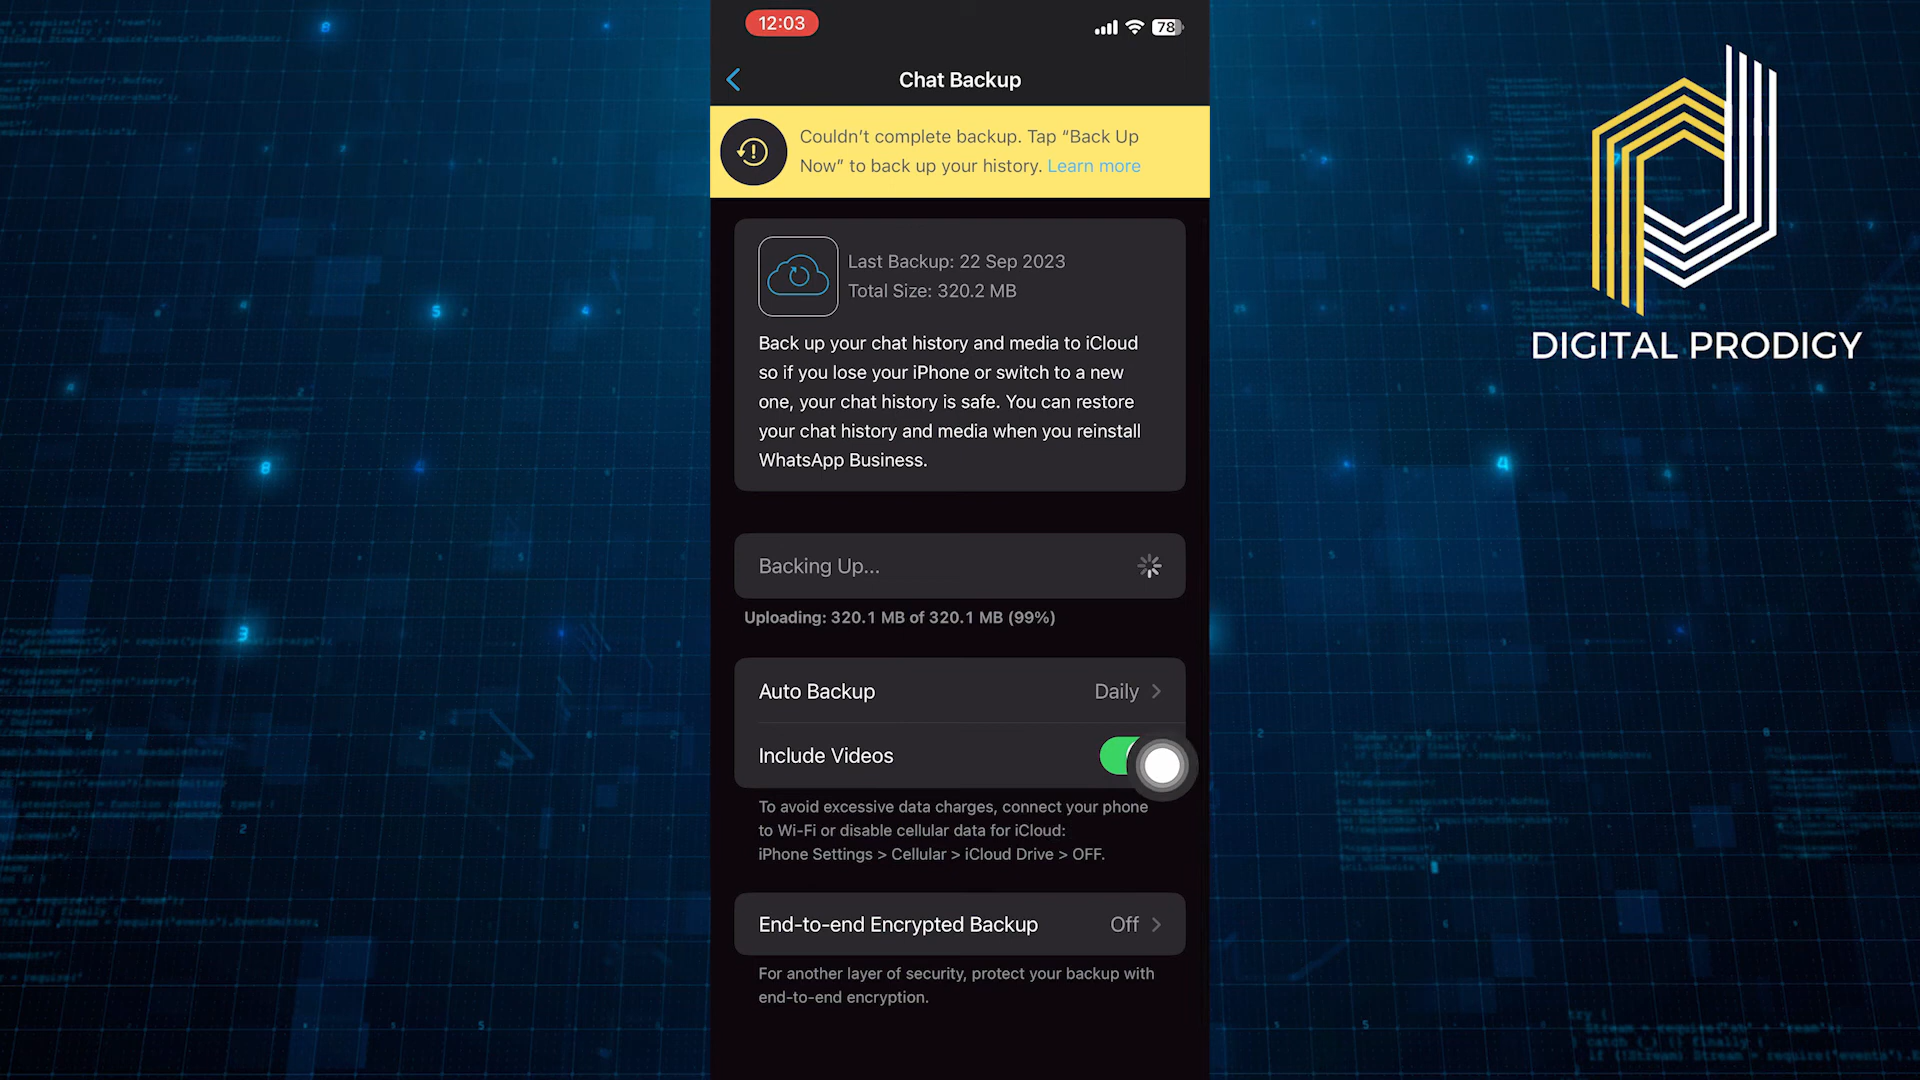 12:03
78
Chat Backup
Couldn’t complete backup. Tap “Back Up
Now” to back up your history. Learn more
Last Backup: 22 Sep 2023
Total Size: 320.2 MB
Back up your chat history and media to iCloud
so if you lose your iPhone or switch to a new
one, your chat history is safe. You can restore
your chat history and media when you reinstall
WhatsApp Business.
Backing Up...
Uploading: 320.1 MB of 320.1 MB (99%)
Auto Backup Daily
Include Videos
To avoid excessive data charges, connect your phone
to Wi-Fi or disable cellular data for iCloud:
iPhone Settings > Cellular > iCloud Drive > OFF.
End-to-end Encrypted Backup Off
For another layer of security, protect your backup with
end-to-end encryption.
DIGITAL PRODIGY